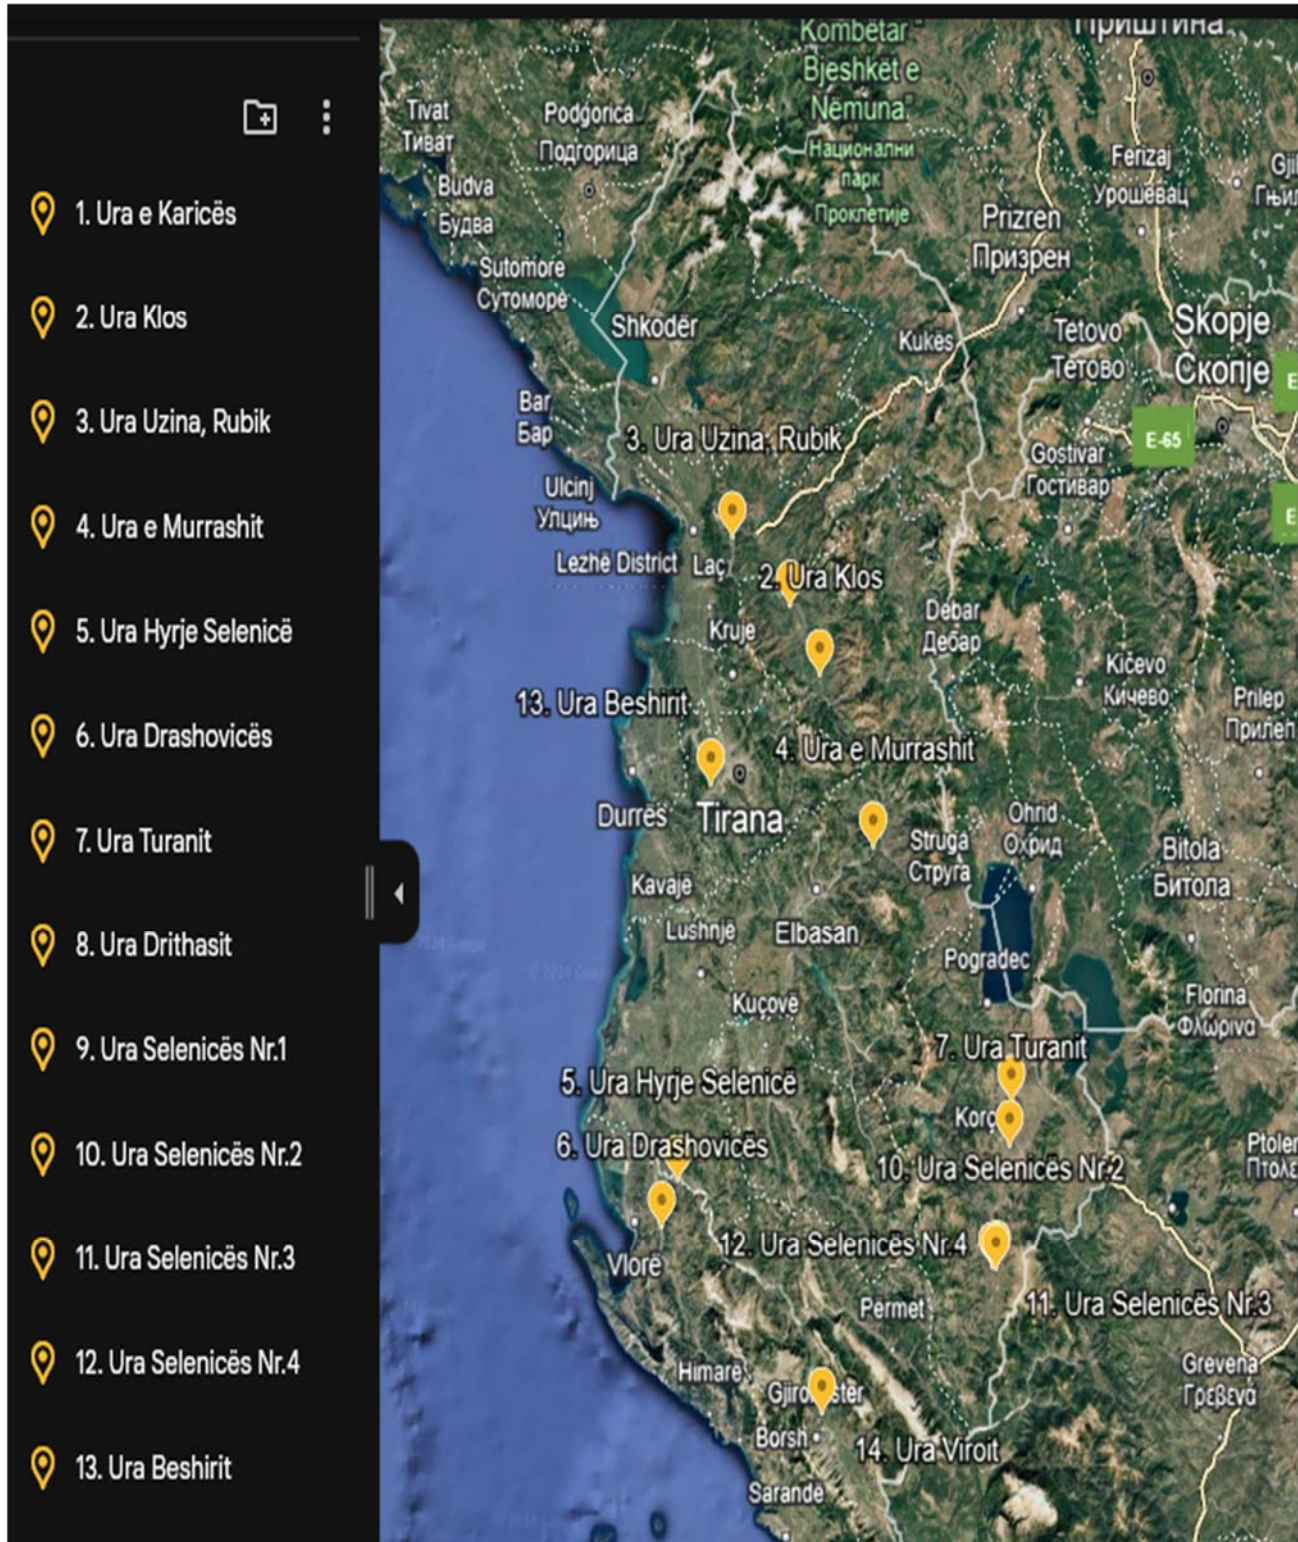 1. Ura e Karicës
2. Ura Klos
3. Ura Uzina, Rubik
4. Ura e Murrashit
5. Ura Hyrje Selenicë
6. Ura Drashovicës
7. Ura Turanit
8. Ura Drithasit
9. Ura Selenicës Nr.1
10. Ura Selenicës Nr.2
11. Ura Selenicës Nr.3
12. Ura Selenicës Nr.4
13. Ura Beshirit
Kombëtar
Bjeshkët e
Nëmuna
Национални
парк
Проклетије
Приштина
Tivat
Тиват
Podgorica
Подгорица
Ferizaj
Урошевац
Budva
Будва
Prizren
Призрен
Sutomore
Сутоморе
Shkodër
Kukës
Tetovo
Тетово
Skopje
Скопје
Bar
Бар
3. Ura Uzina, Rubik
E-65
Gostivar
Гостивар
Ulcinj
Улцињ
Lezhë District
Laç
2. Ura Klos
Debar
Дебар
Kruje
Kičevo
Кичево
Prilep
Прилеп
13. Ura Beshirit
4. Ura e Murrashit
Durrës
Tirana
Struga
Струга
Ohrid
Охрид
Bitola
Битола
Kavajë
Lushnjë
Elbasan
Pogradec
Kuçovë
Florina
Φλώρινα
7. Ura Turanit
5. Ura Hyrje Selenicë
Korç
6. Ura Drashovicës
10. Ura Selenicës Nr.2
12. Ura Selenicës Nr.4
Vlorë
Permet
11. Ura Selenicës Nr.3
Himarë
Grevena
Γρεβενά
Borsh
14. Ura Viroit
Sarandë